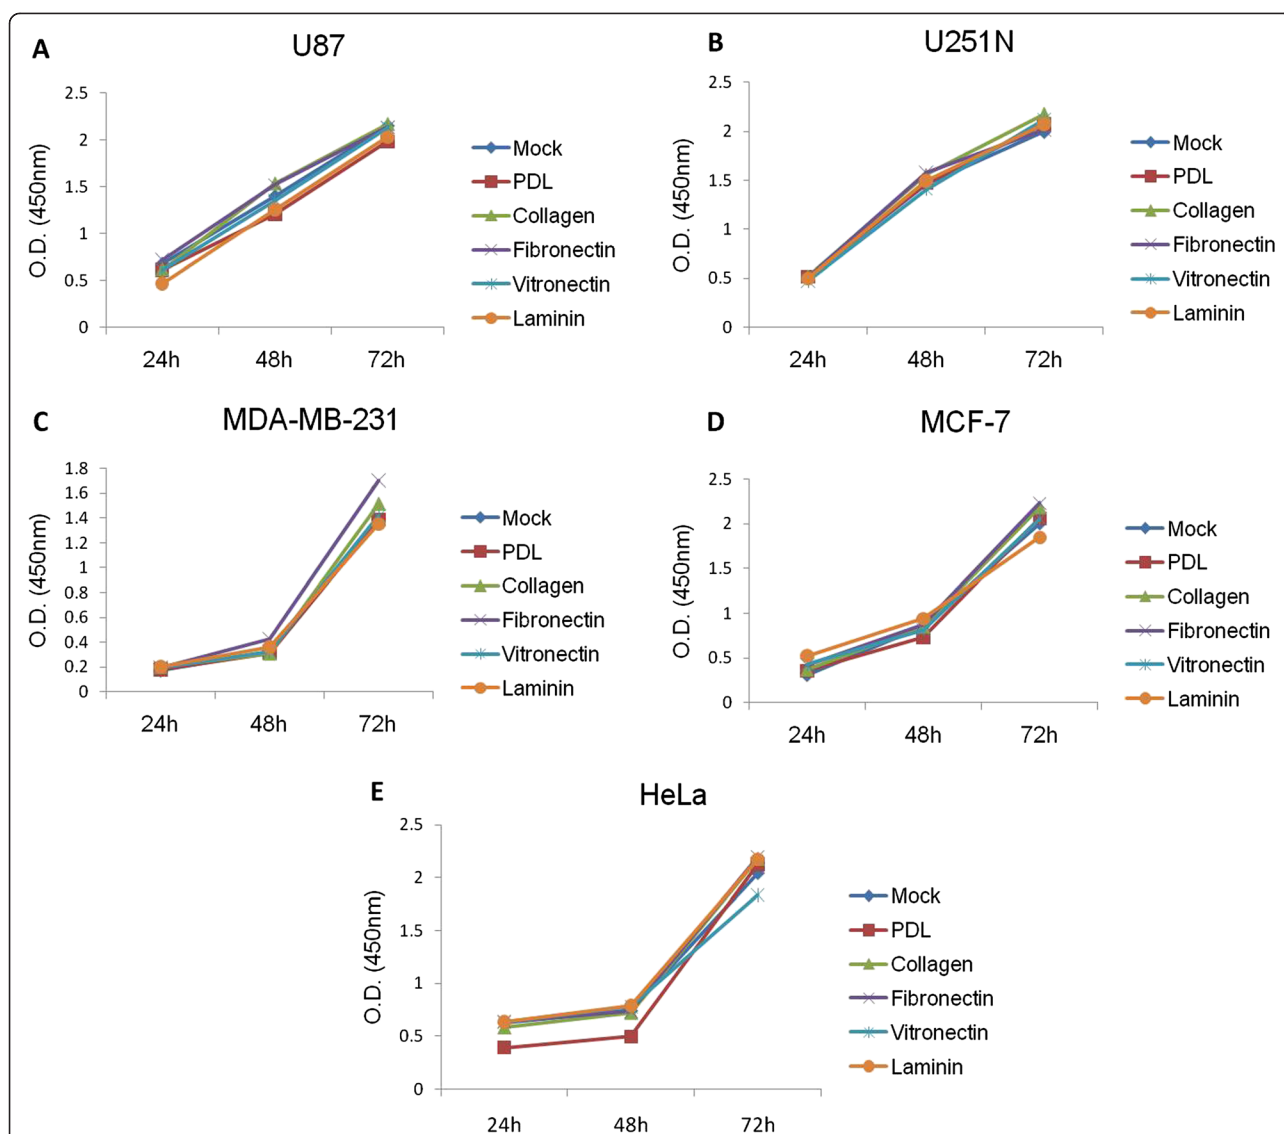 A
U87
O.D. (450nm)
2.5
2
1.5
1
0.5
0
24h 48h 72h
Mock
PDL
Collagen
Fibronectin
Vitronectin
Laminin
B
U251N
O.D. (450nm)
2.5
2
1.5
1
0.5
0
24h 48h 72h
Mock
PDL
Collagen
Fibronectin
Vitronectin
Laminin
C
MDA-MB-231
O.D. (450nm)
1.8
1.6
1.4
1.2
1
0.8
0.6
0.4
0.2
0
24h 48h 72h
Mock
PDL
Collagen
Fibronectin
Vitronectin
Laminin
D
MCF-7
O.D. (450nm)
2.5
2
1.5
1
0.5
0
24h 48h 72h
Mock
PDL
Collagen
Fibronectin
Vitronectin
Laminin
E
HeLa
O.D. (450nm)
2.5
2
1.5
1
0.5
0
24h 48h 72h
Mock
PDL
Collagen
Fibronectin
Vitronectin
Laminin